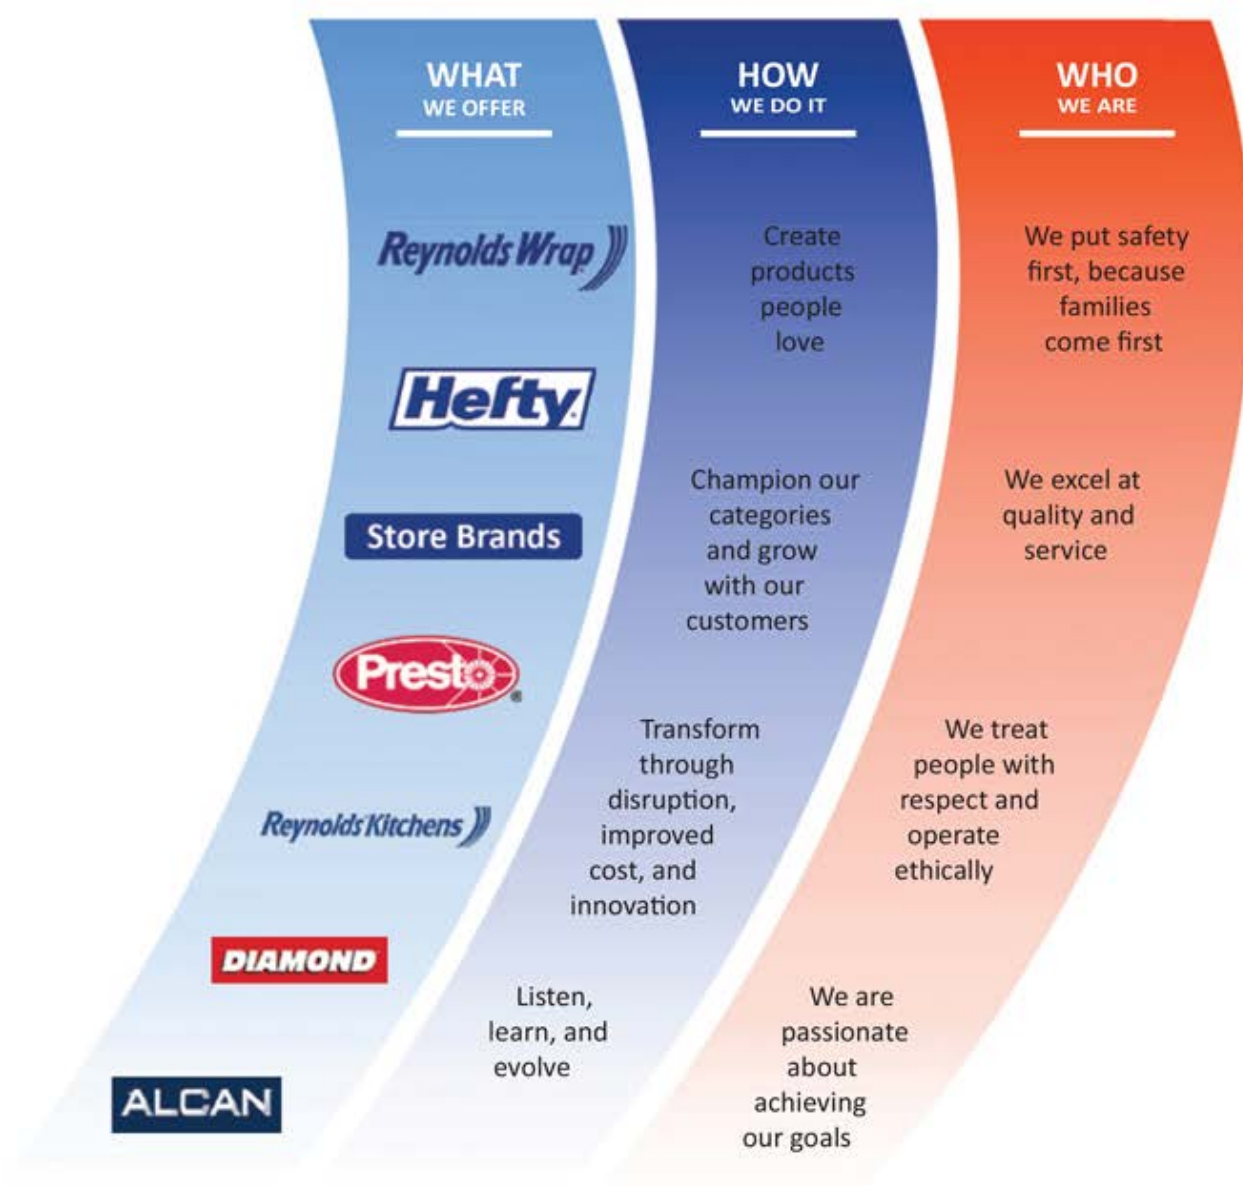 WHAT
WE OFFER
Reynolds Wrap
Hefty®
Store Brands
Presto®
Reynolds Kitchens
DIAMOND
ALCAN
HOW
WE DO IT
Create
products
people
love
Champion our
categories
and grow
with our
customers
Transform
through
disruption,
improved
cost, and
innovation
Listen,
learn, and
evolve
WHO
WE ARE
We put safety
first, because
families
come first
We excel at
quality and
service
We treat
people with
respect and
operate
ethically
We are
passionate
about
achieving
our goals